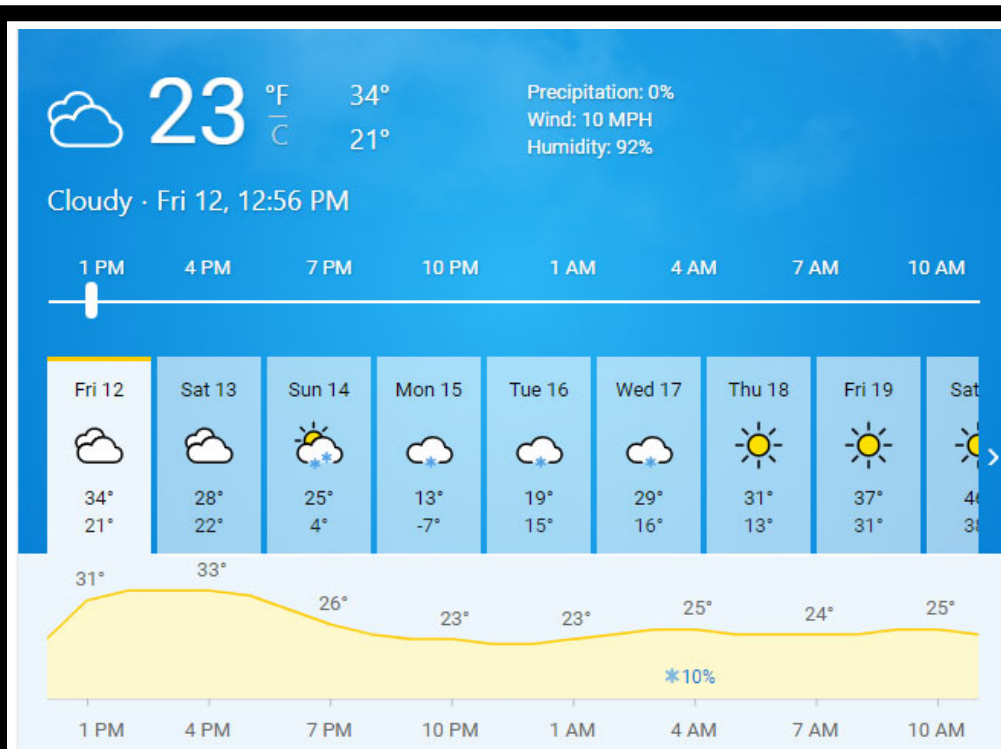 23 °F 34° Precipitation: 0%
C 21° Wind: 10 MPH
Humidity: 92%
Cloudy · Fri 12, 12:56 PM
1 PM 4 PM 7 PM 10 PM 1 AM 4 AM 7 AM 10 AM
Fri 12 Sat 13 Sun 14 Mon 15 Tue 16 Wed 17 Thu 18 Fri 19 Sat
34° 28° 25° 13° 19° 29° 31° 37°
21° 22° 4° -7° 15° 16° 13° 31°
31° 33° 26° 23° 23° 25° 24° 25°
10%
1 PM 4 PM 7 PM 10 PM 1 AM 4 AM 7 AM 10 AM